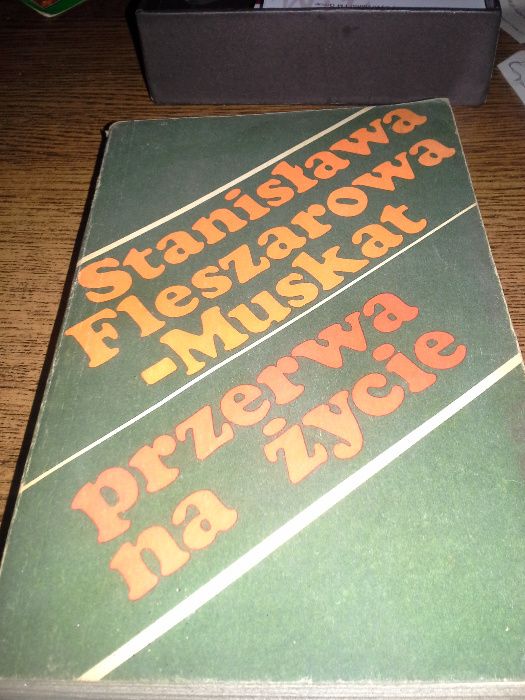 Stanisława
Fleszarowa
-Muskat
przerwa
na życie